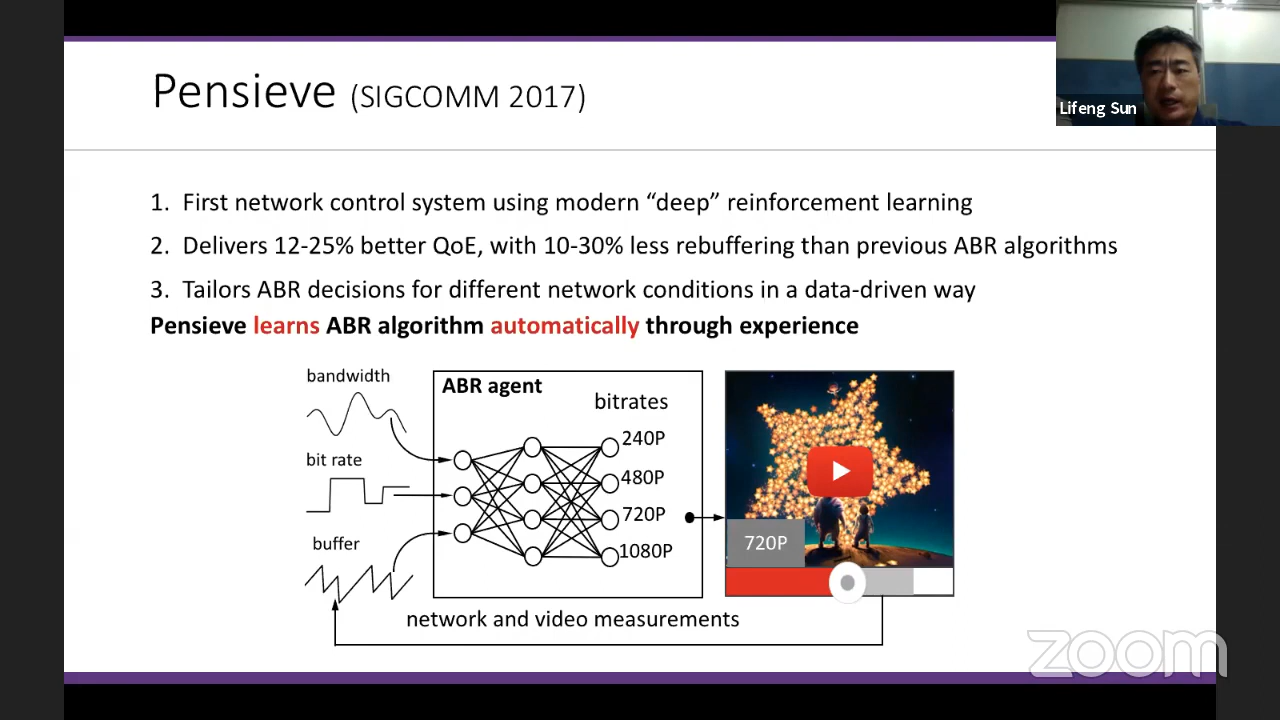 Pensieve (SIGCOMM 2017)
Lifeng Sun
1. First network control system using modern “deep” reinforcement learning
2. Delivers 12-25% better QoE, with 10-30% less rebuffering than previous ABR algorithms
3. Tailors ABR decisions for different network conditions in a data-driven way
Pensieve learns ABR algorithm automatically through experience
bandwidth
ABR agent
bitrates
240P
bit rate
480P
720P
720P
buffer
1080P
network and video measurements
zoom